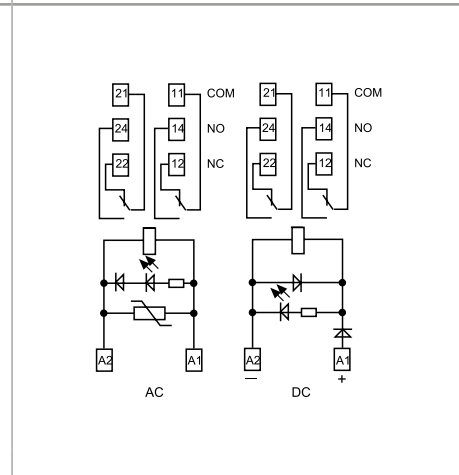 21 11 COM 21 11 COM
24 14 NO 24 14 NO
22 12 NC 22 12 NC
A2 A1 A2 A1
— +
AC DC